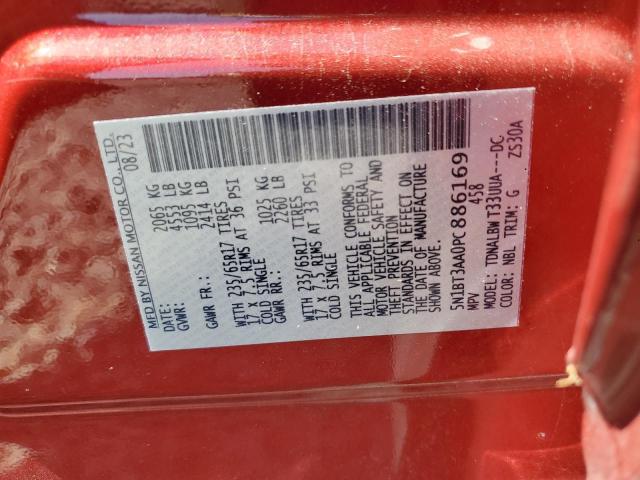 MFD BY NISSAN MOTOR CO., LTD.
DATE: 08/23
GVWR: 2065 KG
4553 LB
GAWR FR.: 1095 KG
2414 LB
WITH 235/65R17 TIRES
17 X 7.5 RIMS AT 36 PSI
COLD SINGLE
GAWR RR.: 1025 KG
2260 LB
WITH 235/65R17 TIRES
17 X 7.5 RIMS AT 33 PSI
COLD SINGLE
THIS VEHICLE CONFORMS TO
ALL APPLICABLE FEDERAL
MOTOR VEHICLE SAFETY AND
THEFT PREVENTION
STANDARDS IN EFFECT ON
THE DATE OF MANUFACTURE
SHOWN ABOVE.
5N1BT3AA0PC886169
MPV 458
MODEL: TDNALBW T33UUA---DC
COLOR: NBL TRIM: G ZS30A